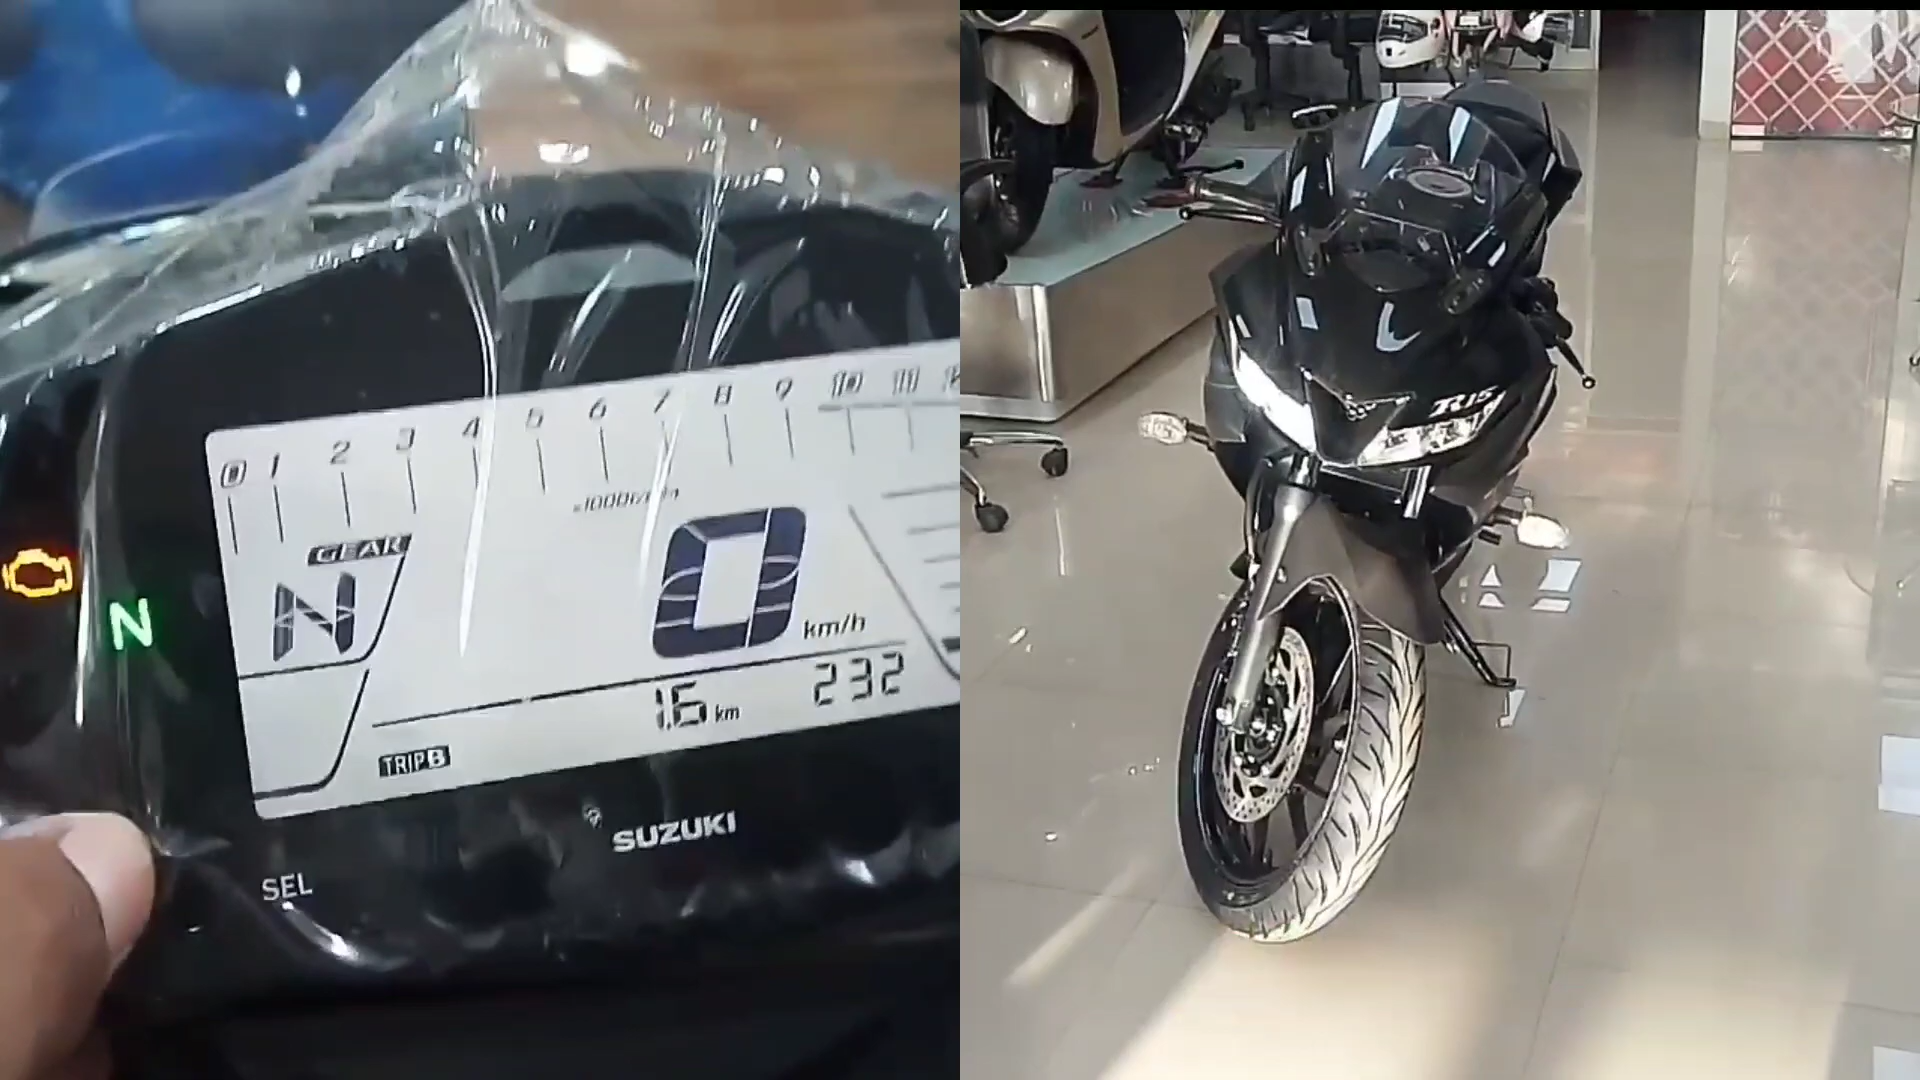 0 1 2 3 4 5 6 7 8 9 10 11
x1000r/min
GEAR
N
N
0 km/h
1.6 km 232
TRIP B
SUZUKI
SEL
R15